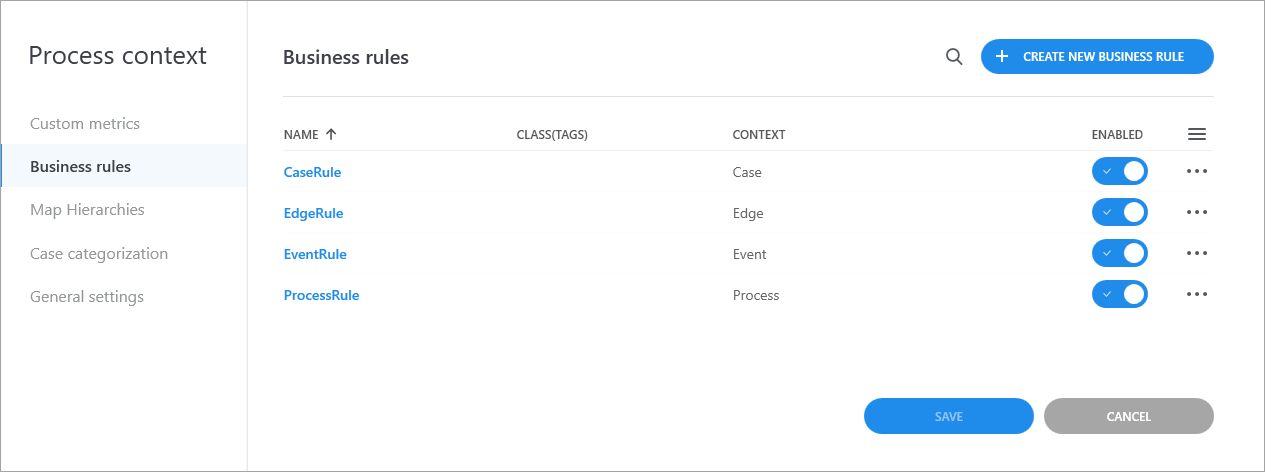 Process context
Custom metrics
Business rules
Map Hierarchies
Case categorization
General settings
Business rules
CREATE NEW BUSINESS RULE
NAME CLASS(TAGS) CONTEXT ENABLED
CaseRule Case
EdgeRule Edge
EventRule Event
ProcessRule Process
SAVE CANCEL